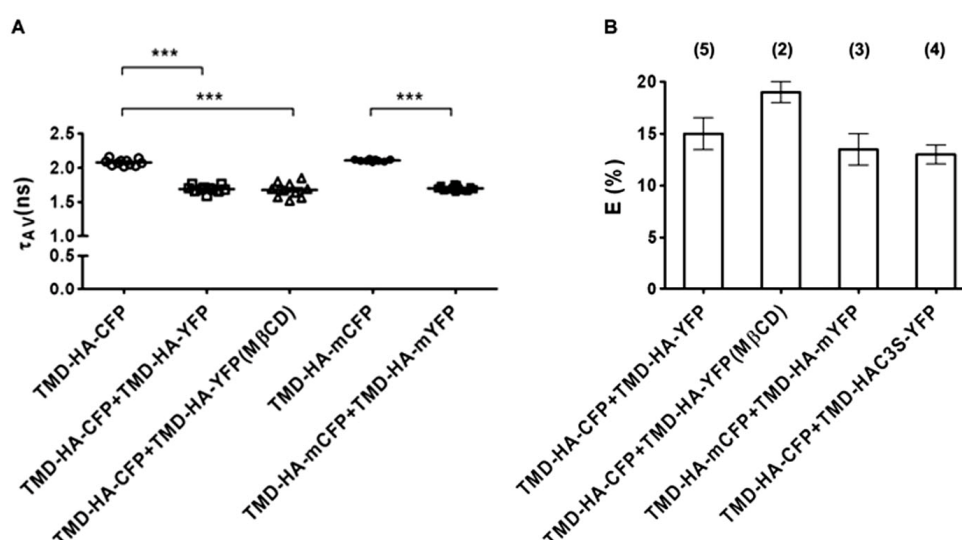 A
***
***
***
2.5
2.0
1.5
1.0
0.5
0.0
τAV(ns)
TMD-HA-CFP
TMD-HA-CFP+TMD-HA-YFP
TMD-HA-CFP+TMD-HA-YFP(MβCD)
TMD-HA-mCFP
TMD-HA-mCFP+TMD-HA-mYFP
B
(5) (2) (3) (4)
20
15
10
5
0
E (%)
TMD-HA-CFP+TMD-HA-YFP
TMD-HA-CFP+TMD-HA-YFP(MβCD)
TMD-HA-mCFP+TMD-HA-mYFP
TMD-HA-CFP+TMD-HAC3S-YFP